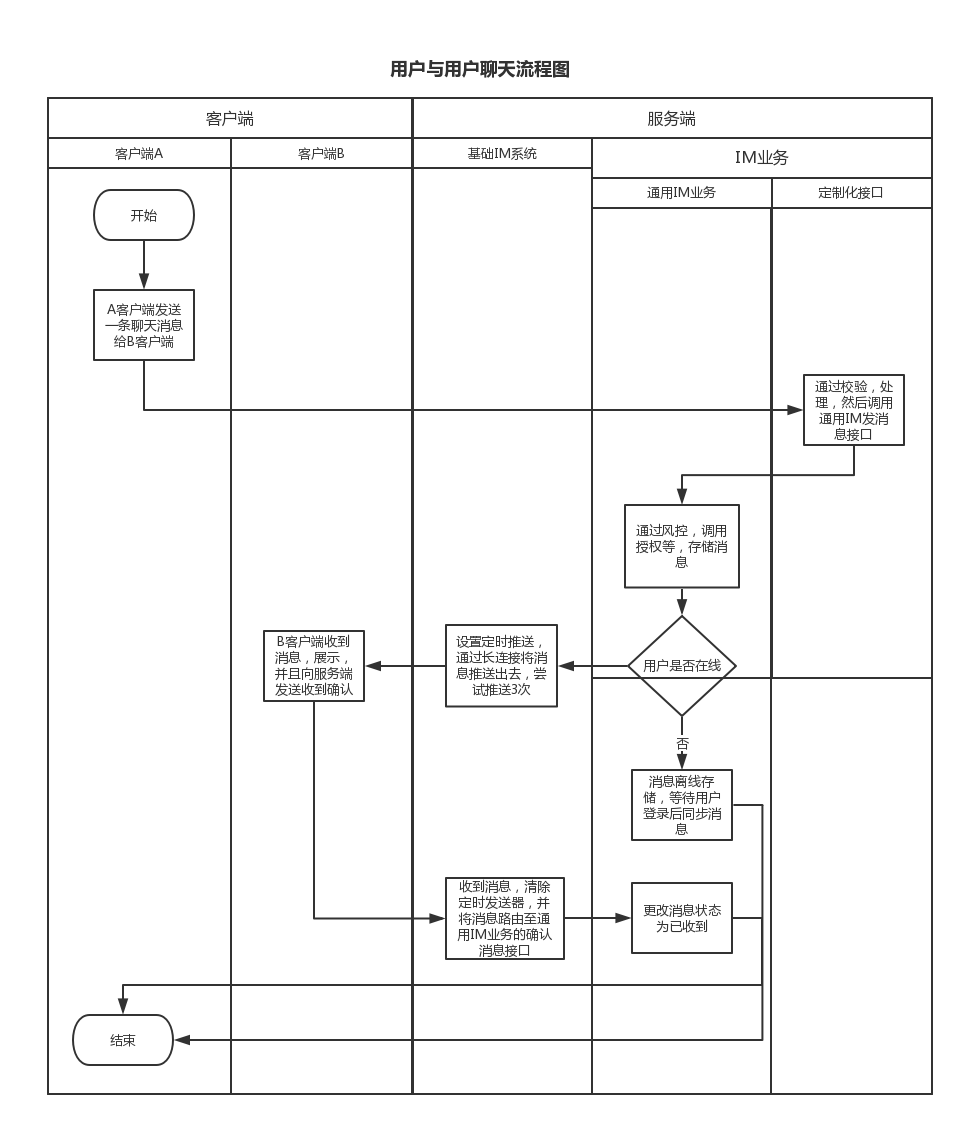 用户与用户聊天流程图
客户端
服务端
客户端A
客户端B
基础IM系统
IM业务
通用IM业务
定制化接口
开始
A客户端发送
一条聊天消息
给B客户端
通过校验，处
理，然后调用
通用IM发消
息接口
通过风控，调用
授权等，存储消
息
用户是否在线
设置定时推送，
通过长连接将消
息推送出去，尝
试推送3次
B客户端收到
消息，展示，
并且向服务端
发送收到确认
否
消息离线存
储，等待用户
登录后同步消
息
收到消息，清除
定时发送器，并
将消息路由至通
用IM业务的确认
消息接口
更改消息状态
为已收到
结束